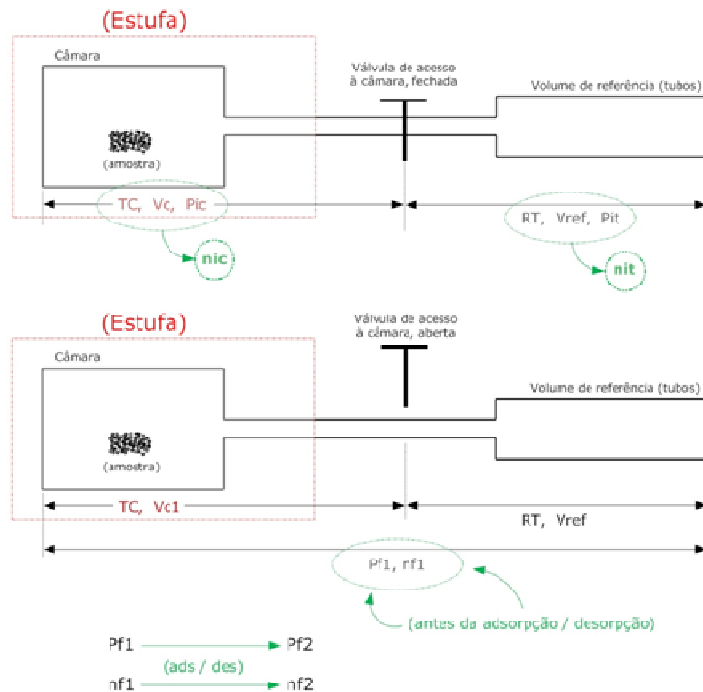 (Estufa)
Câmara
Válvula de acesso
à câmara, fechada
Volume de referência (tubos)
(amostra)
TC, Vc, Pic
RT, Vref, Pit
nic
nit
(Estufa)
Válvula de acesso
à câmara, aberta
Câmara
Volume de referência (tubos)
(amostra)
TC, Vc1
RT, Vref
Pf1, nf1
(antes da adsorpção / desorpção)
Pf1 Pf2
(ads / des)
nf1 nf2